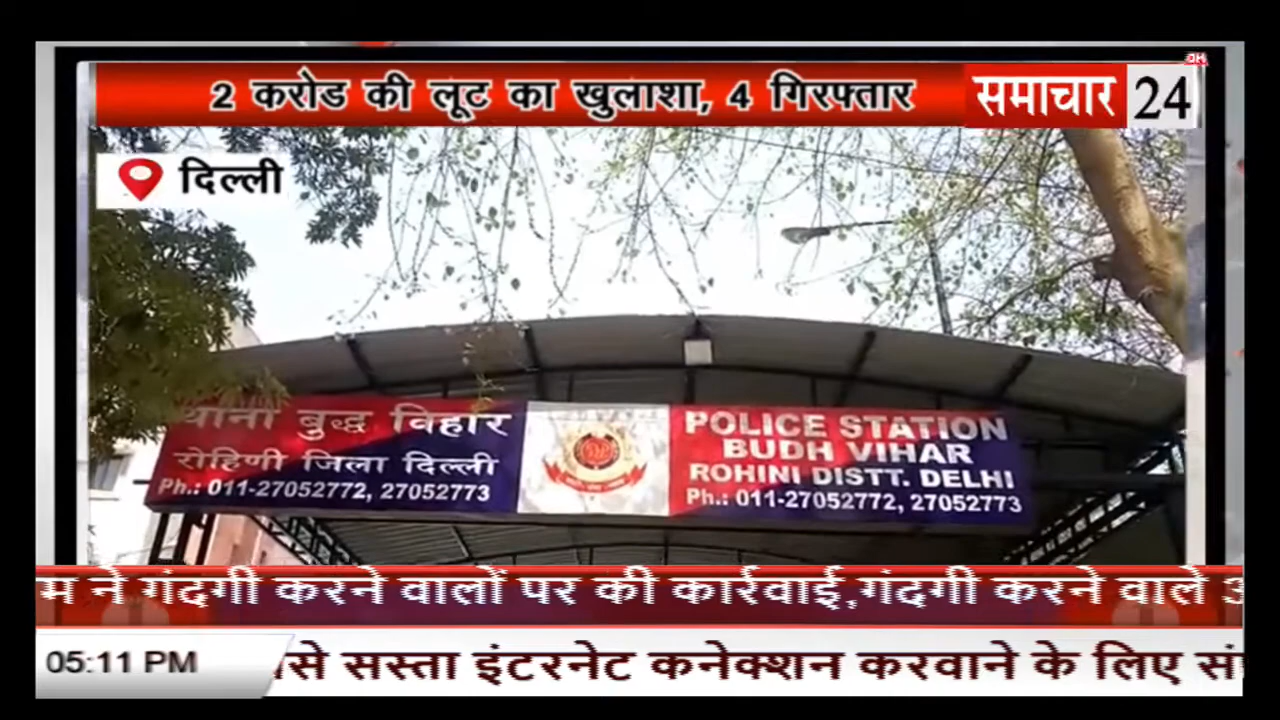 2 करोड की लूट का खुलाशा, 4 गिरफ्तार
समाचार 24
दिल्ली
थाना बुद्ध विहार
रोहिणी जिला दिल्ली
Ph.: 011-27052772, 27052773
POLICE STATION
BUDH VIHAR
ROHINI DISTT. DELHI
Ph.: 011-27052772, 27052773
ने गंदगी करने वालों पर की कार्रवाई,गंदगी करने वाले
05:11 PM
सस्ता इंटरनेट कनेक्शन करवाने के लिए